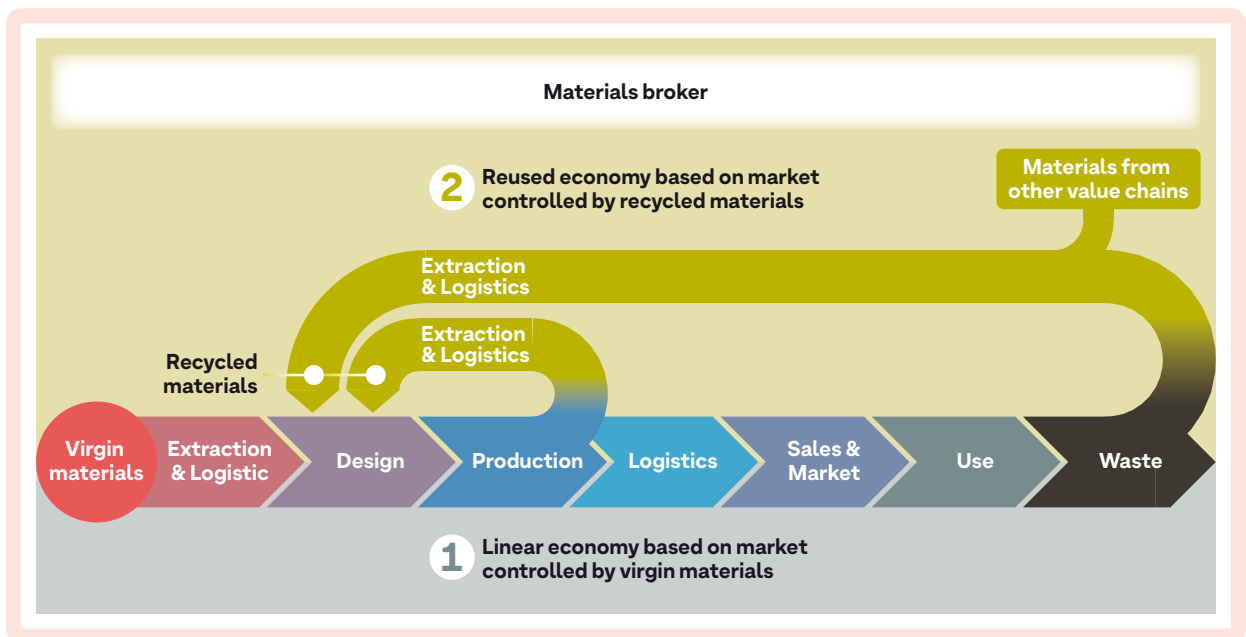 Materials broker
2
Reused economy based on market
controlled by recycled materials
Materials from
other value chains
Extraction
& Logistics
Extraction
& Logistics
Recycled
materials
Virgin
materials
Extraction
& Logistic
Design
Production
Logistics
Sales &
Market
Use
Waste
1
Linear economy based on market
controlled by virgin materials